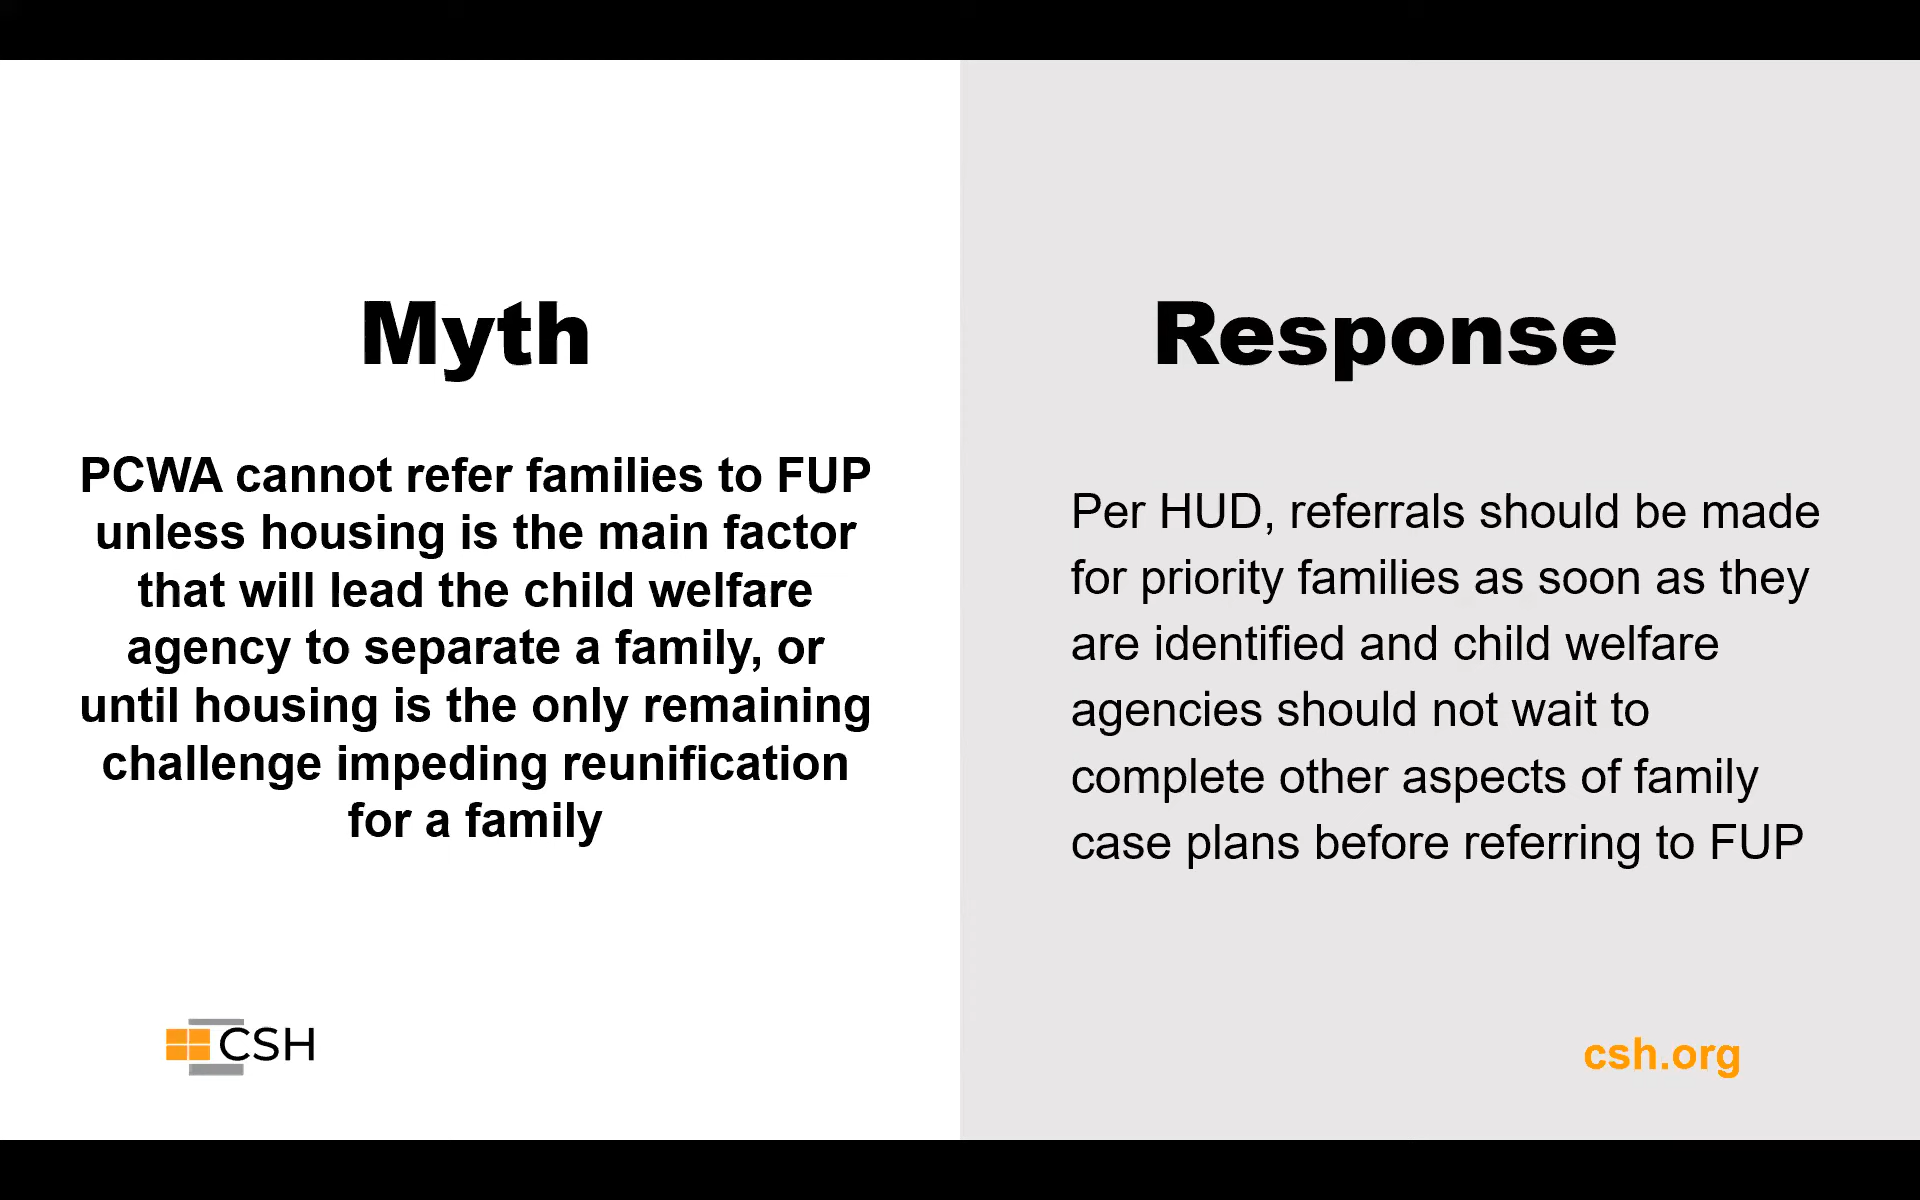 Myth
PCWA cannot refer families to FUP
unless housing is the main factor
that will lead the child welfare
agency to separate a family, or
until housing is the only remaining
challenge impeding reunification
for a family
CSH
Response
Per HUD, referrals should be made
for priority families as soon as they
are identified and child welfare
agencies should not wait to
complete other aspects of family
case plans before referring to FUP
csh.org